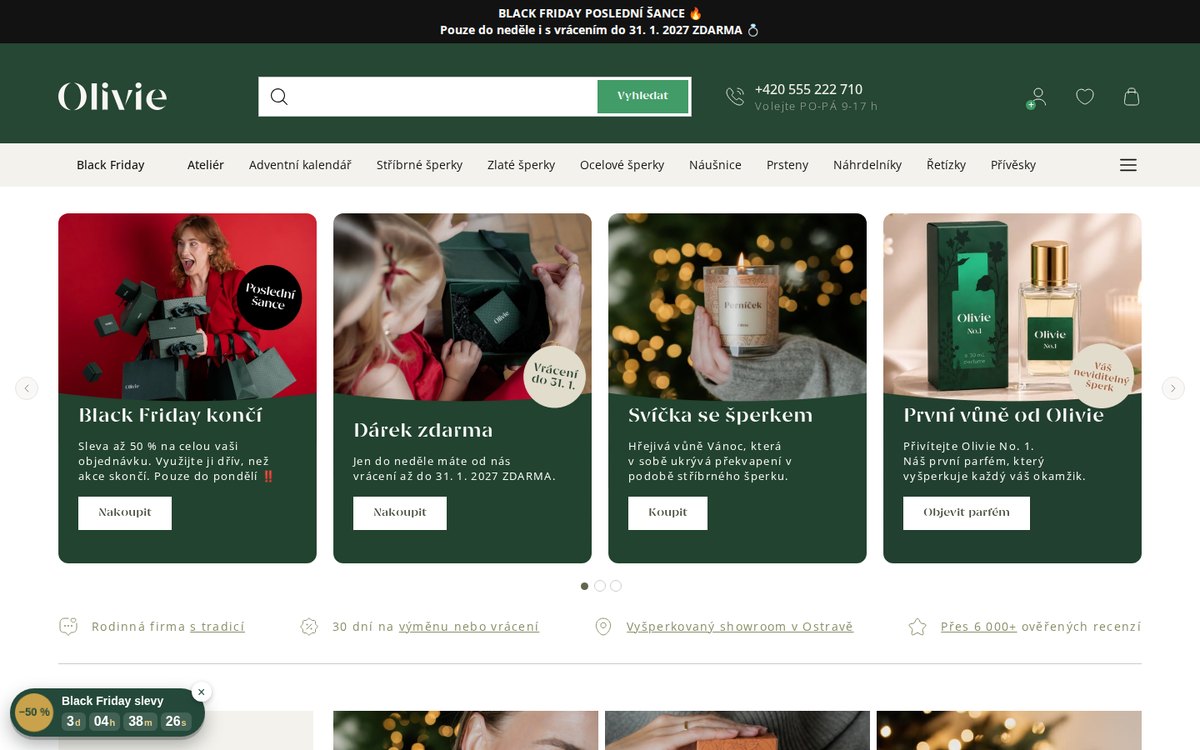 BLACK FRIDAY POSLEDNÍ ŠANCE 🔥
Pouze do neděle i s vrácením do 31. 1. 2027 ZDARMA 💍
Olivie
Vyhledat
+420 555 222 710
Volejte PO-PÁ 9-17 h
Black Friday
Ateliér
Adventní kalendář
Stříbrné šperky
Zlaté šperky
Ocelové šperky
Náušnice
Prsteny
Náhrdelníky
Řetízky
Přívěsky
Poslední
šance
Olivie
Black Friday končí
Sleva až 50 % na celou vaši
objednávku. Využijte ji dřív, než
akce skončí. Pouze do pondělí ‼️
Nakoupit
Olivie
Vrácení
do 31. 1.
Dárek zdarma
Jen do neděle máte od nás
vrácení až do 31. 1. 2027 ZDARMA.
Nakoupit
Perníček
Olivie
Svíčka se šperkem
Hřejivá vůně Vánoc, která
v sobě ukrývá překvapení v
podobě stříbrného šperku.
Koupit
Olivie
No.1
Olivie
No.1
Váš
neviditelný
šperk
První vůně od Olivie
Přivítejte Olivie No. 1.
Náš první parfém, který
vyšperkuje každý váš okamžik.
Objevit parfém
Rodinná firma s tradicí
30 dní na výměnu nebo vrácení
Vyšperkovaný showroom v Ostravě
Přes 6 000+ ověřených recenzí
−50 %
Black Friday slevy
3d 04h 38m 26s